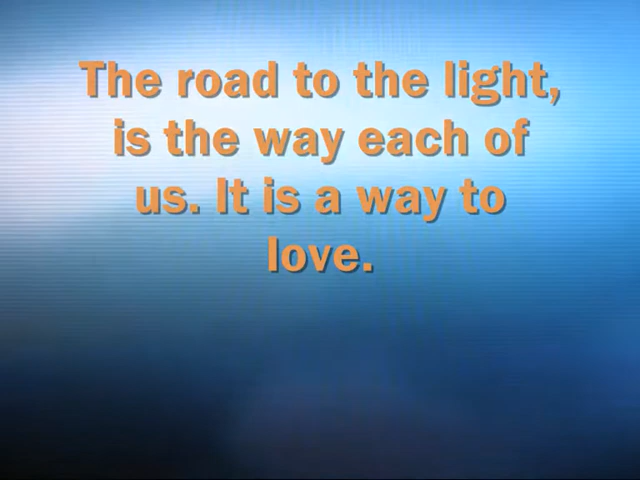 The road to the light,
is the way each of
us. It is a way to
love.